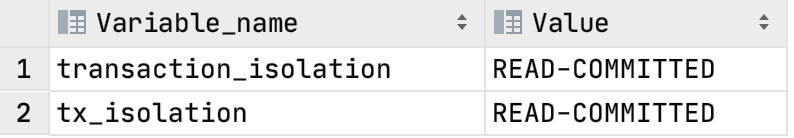 Variable_name Value
1 transaction_isolation READ-COMMITTED
2 tx_isolation READ-COMMITTED